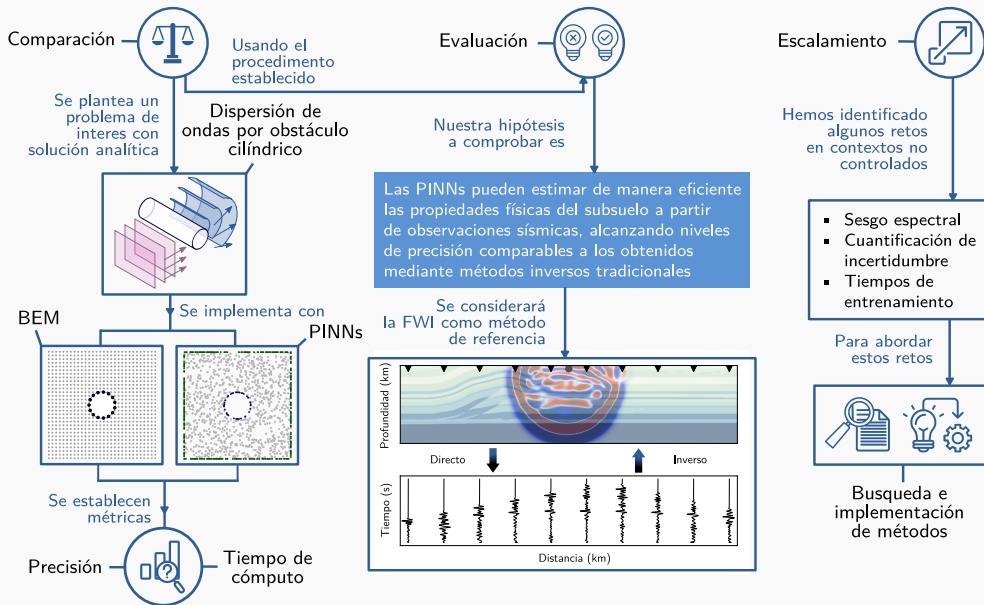 Comparación
Usando el
procedimento
establecido
Se plantea un
problema de
interes con
solución analítica
Dispersión de
ondas por obstáculo
cilíndrico
Se implementa con
BEM
PINNs
Se establecen
métricas
Precisión
?
Tiempo de
cómputo
Evaluación
Nuestra hipótesis
a comprobar es
Las PINNs pueden estimar de manera eficiente
las propiedades físicas del subsuelo a partir
de observaciones sísmicas, alcanzando niveles
de precisión comparables a los obtenidos
mediante métodos inversos tradicionales
Se considerará
la FWI como método
de referencia
Profundidad (km)
Directo
Inverso
Tiempo (s)
Distancia (km)
Escalamiento
Hemos identificado
algunos retos
en contextos no
controlados
▪ Sesgo espectral
▪ Cuantificación de
incertidumbre
▪ Tiempos de
entrenamiento
Para abordar
estos retos
Busqueda e
implementación
de métodos